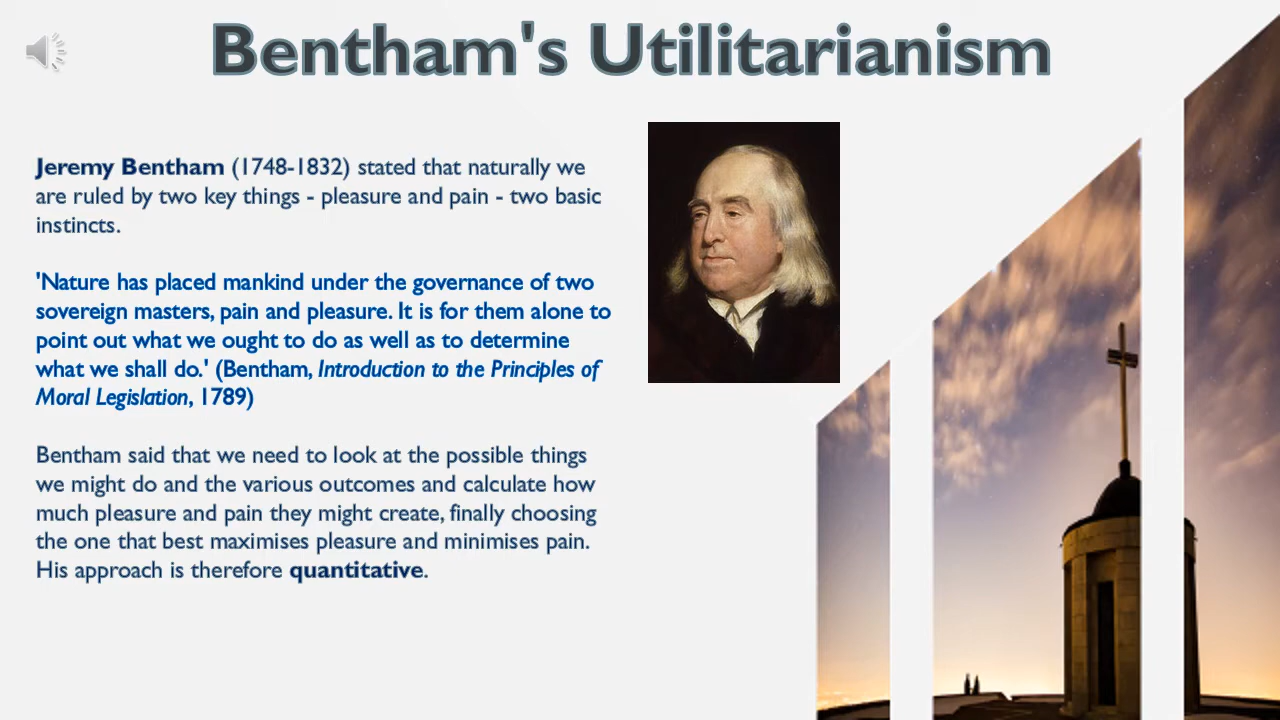 Bentham's Utilitarianism
Jeremy Bentham (1748-1832) stated that naturally we
are ruled by two key things - pleasure and pain - two basic
instincts.
'Nature has placed mankind under the governance of two
sovereign masters, pain and pleasure. It is for them alone to
point out what we ought to do as well as to determine
what we shall do.' (Bentham, Introduction to the Principles of
Moral Legislation, 1789)
Bentham said that we need to look at the possible things
we might do and the various outcomes and calculate how
much pleasure and pain they might create, finally choosing
the one that best maximises pleasure and minimises pain.
His approach is therefore quantitative.